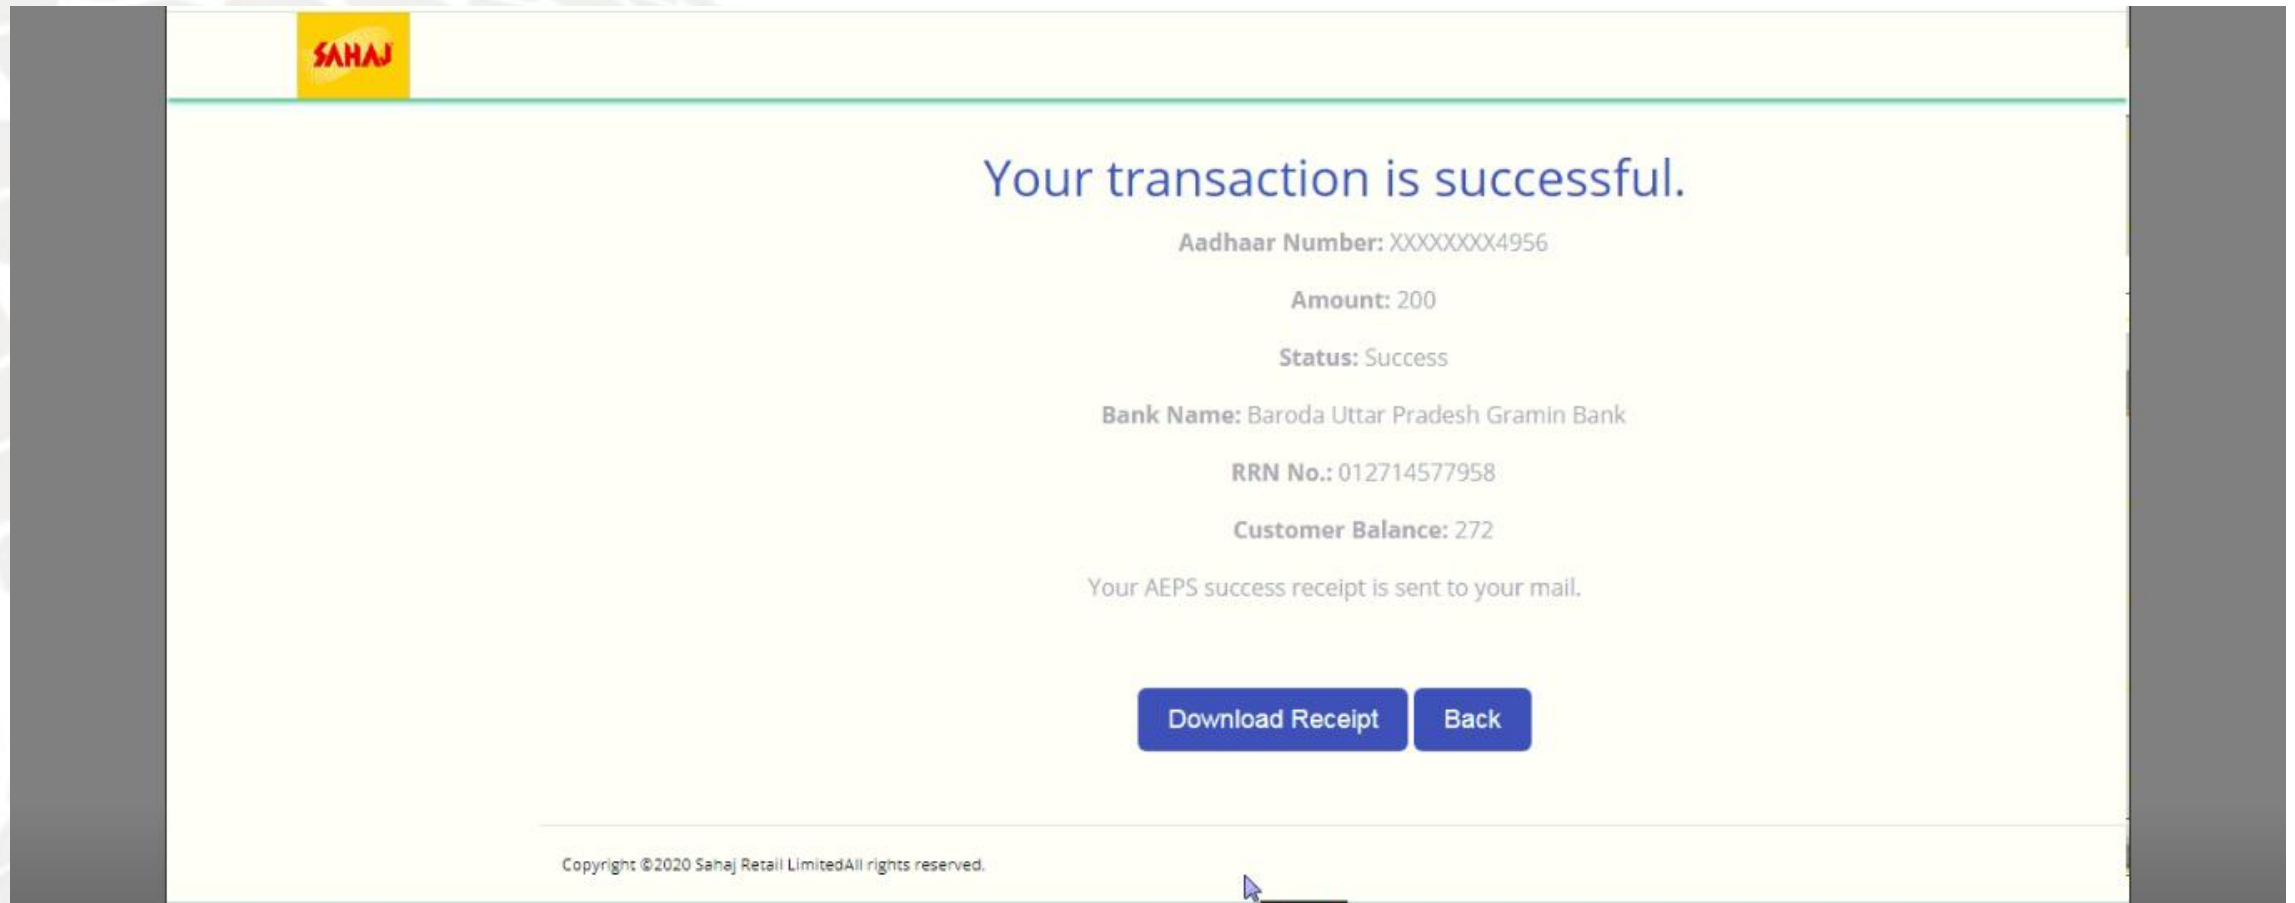 SAHAJ
Your transaction is successful.
Aadhaar Number: XXXXXXXX4956
Amount: 200
Status: Success
Bank Name: Baroda Uttar Pradesh Gramin Bank
RRN No.: 012714577958
Customer Balance: 272
Your AEPS success receipt is sent to your mail.
Download Receipt Back
Copyright ©2020 Sahaj Retail LimitedAll rights reserved.